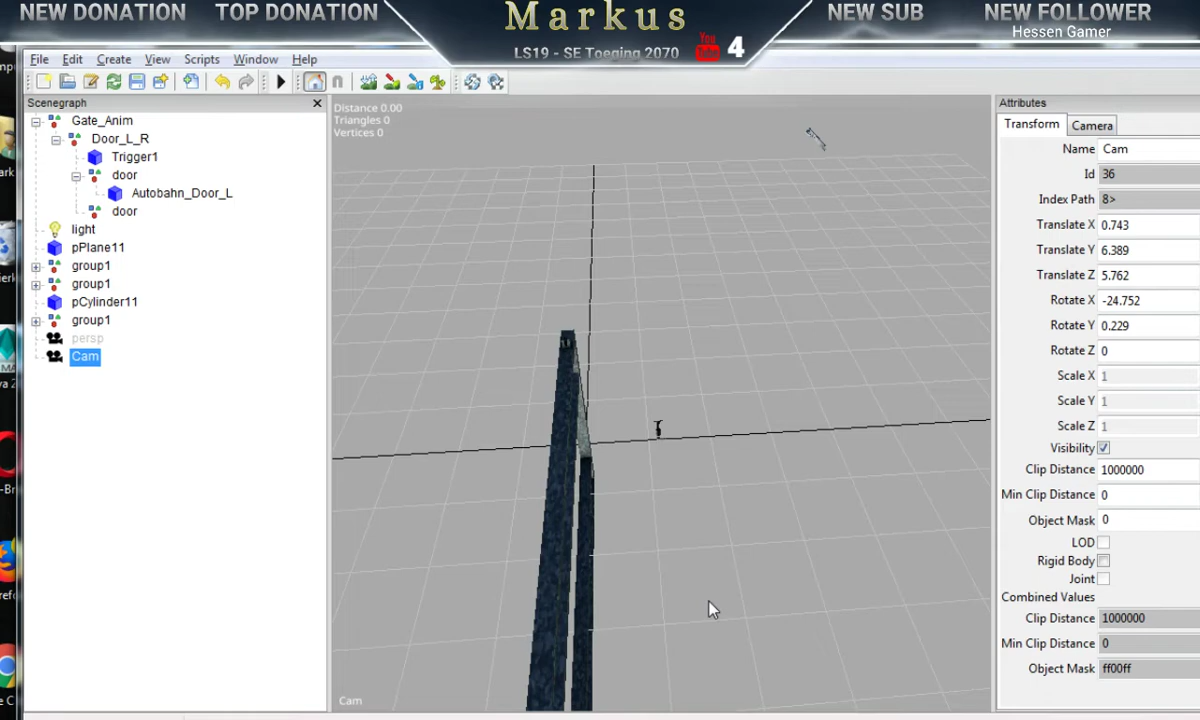 NEW DONATION
TOP DONATION
Markus
NEW SUB
NEW FOLLOWER
Hessen Gamer
LS19 - SE Toeging 2070
You Tube
4
File Edit Create View Scripts Window Help
Scenegraph
Gate_Anim
Door_L_R
Trigger1
door
Autobahn_Door_L
door
light
pPlane11
group1
group1
pCylinder11
group1
persp
Cam
Distance 0.00
Triangles 0
Vertices 0
Cam
Attributes
Transform Camera
Name Cam
Id 36
Index Path 8>
Translate X 0.743
Translate Y 6.389
Translate Z 5.762
Rotate X -24.752
Rotate Y 0.229
Rotate Z 0
Scale X 1
Scale Y 1
Scale Z 1
Visibility
Clip Distance 1000000
Min Clip Distance 0
Object Mask 0
LOD
Rigid Body
Joint
Combined Values
Clip Distance 1000000
Min Clip Distance 0
Object Mask ff00ff